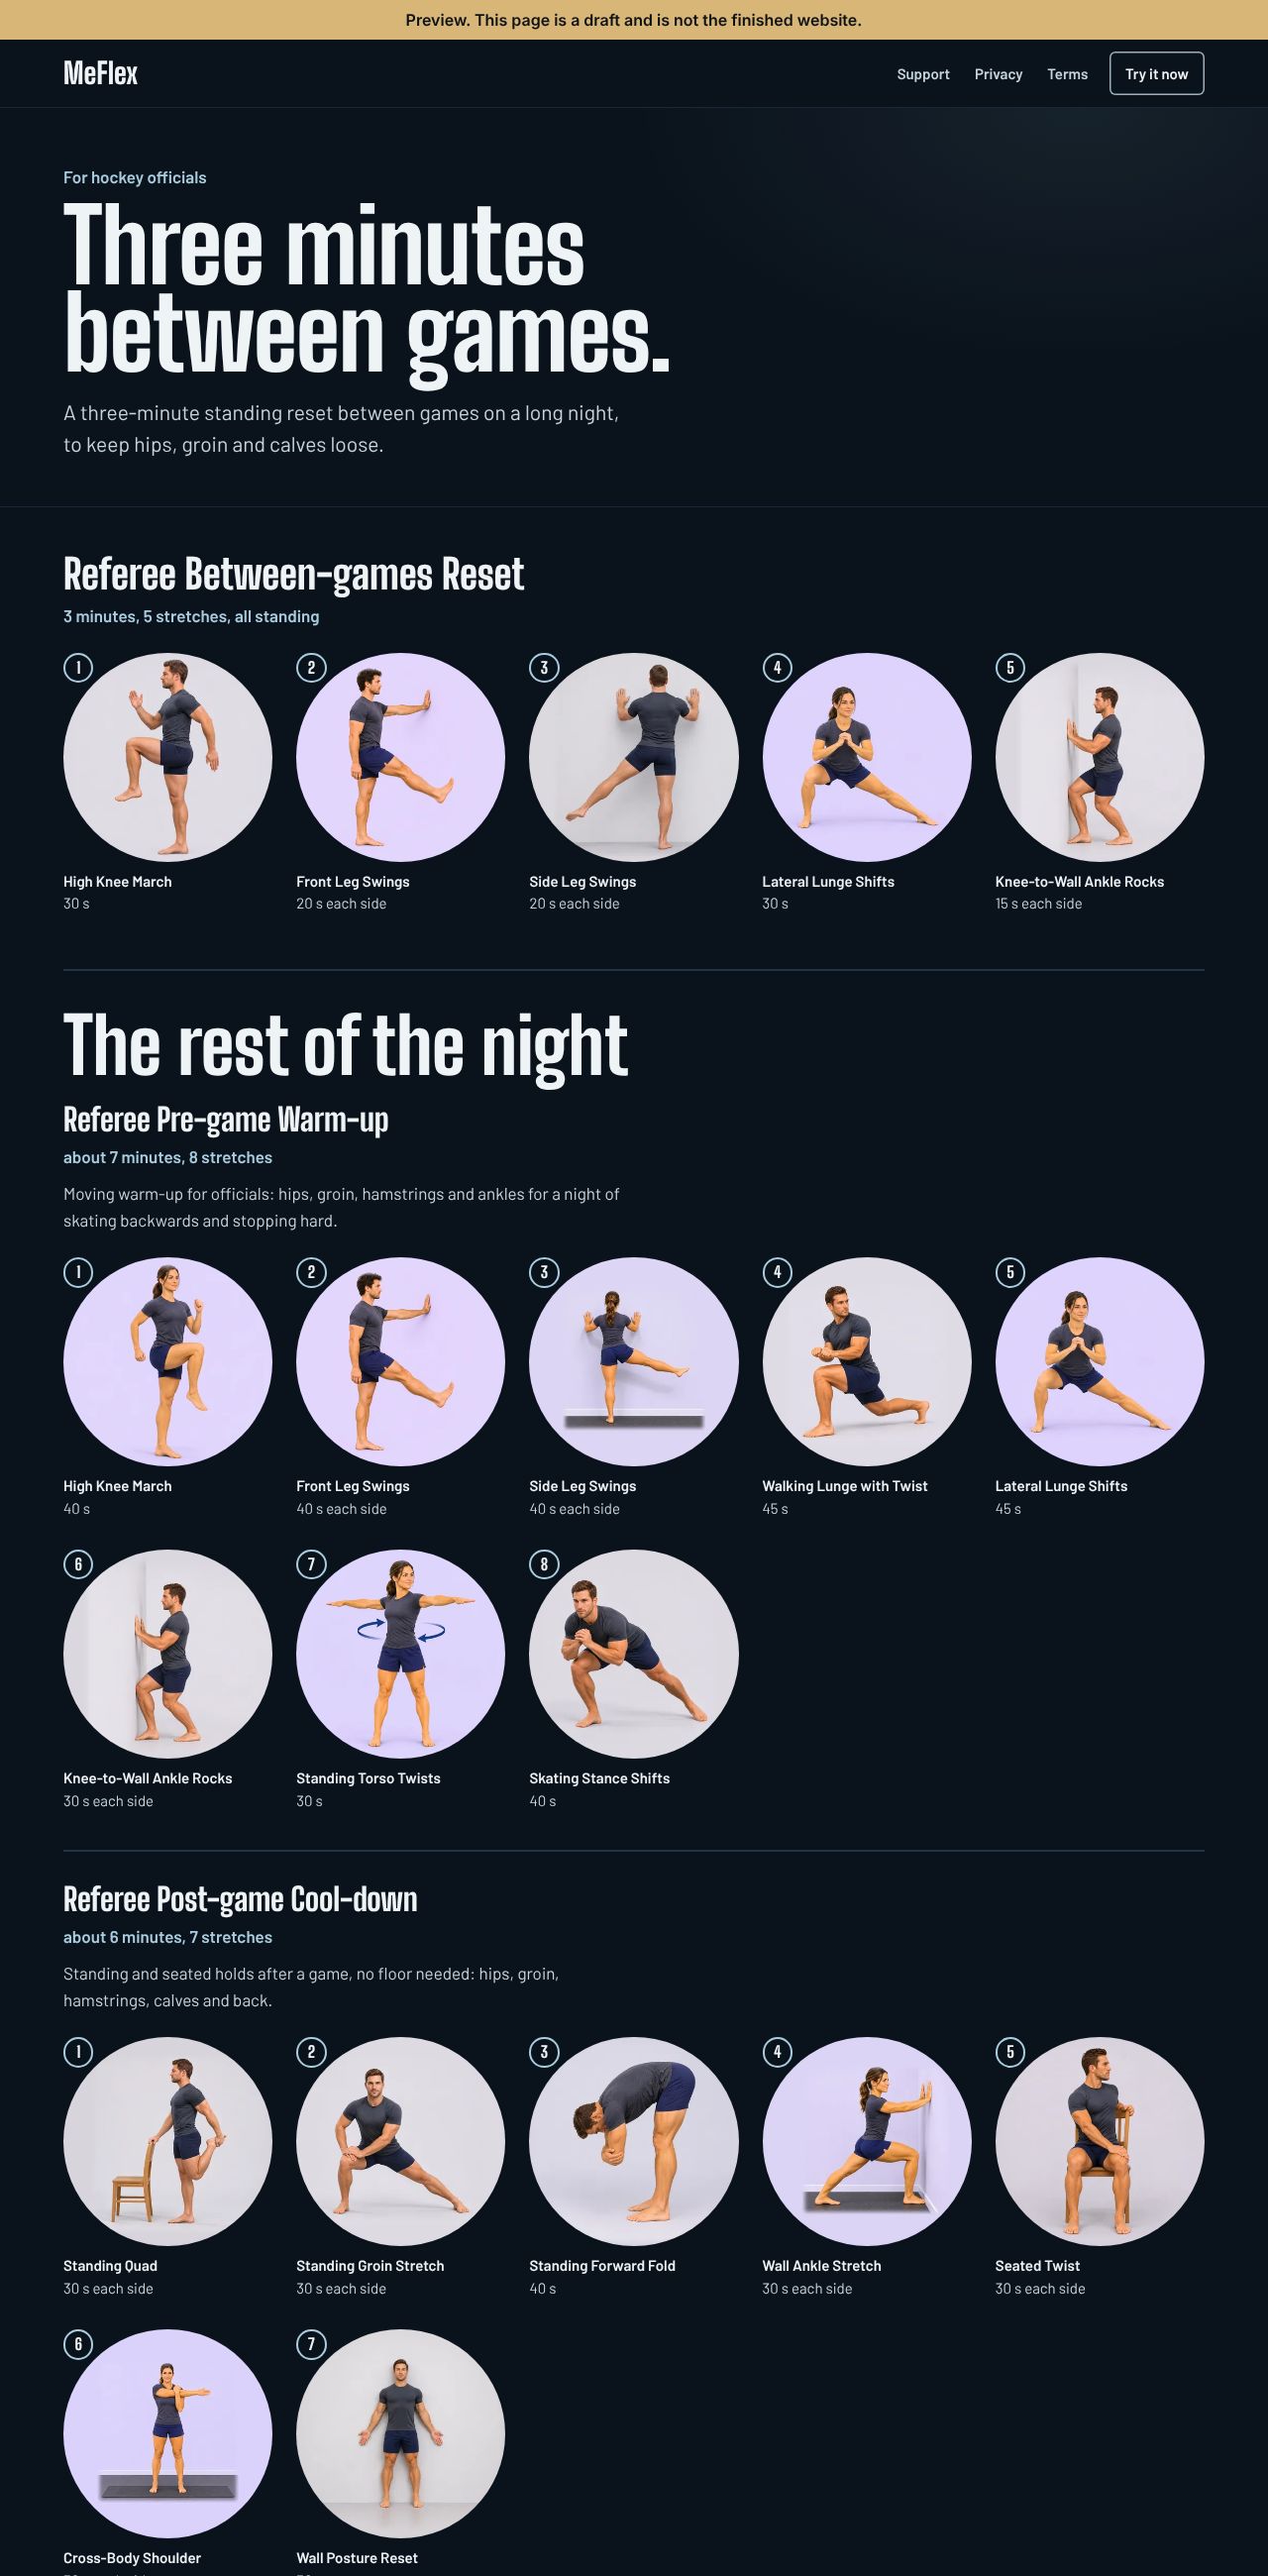 Preview. This page is a draft and is not the finished website.
MeFlex
Support
Privacy
Terms
Try it now
For hockey officials
Three minutes
between games.
A three-minute standing reset between games on a long night,
to keep hips, groin and calves loose.
Referee Between-games Reset
3 minutes, 5 stretches, all standing
1
2
3
4
5
High Knee March
30 s
Front Leg Swings
20 s each side
Side Leg Swings
20 s each side
Lateral Lunge Shifts
30 s
Knee-to-Wall Ankle Rocks
15 s each side
The rest of the night
Referee Pre-game Warm-up
about 7 minutes, 8 stretches
Moving warm-up for officials: hips, groin, hamstrings and ankles for a night of
skating backwards and stopping hard.
1
2
3
4
5
High Knee March
40 s
Front Leg Swings
40 s each side
Side Leg Swings
40 s each side
Walking Lunge with Twist
45 s
Lateral Lunge Shifts
45 s
6
7
8
Knee-to-Wall Ankle Rocks
30 s each side
Standing Torso Twists
30 s
Skating Stance Shifts
40 s
Referee Post-game Cool-down
about 6 minutes, 7 stretches
Standing and seated holds after a game, no floor needed: hips, groin,
hamstrings, calves and back.
1
2
3
4
5
Standing Quad
30 s each side
Standing Groin Stretch
30 s each side
Standing Forward Fold
40 s
Wall Ankle Stretch
30 s each side
Seated Twist
30 s each side
6
7
Cross-Body Shoulder
Wall Posture Reset